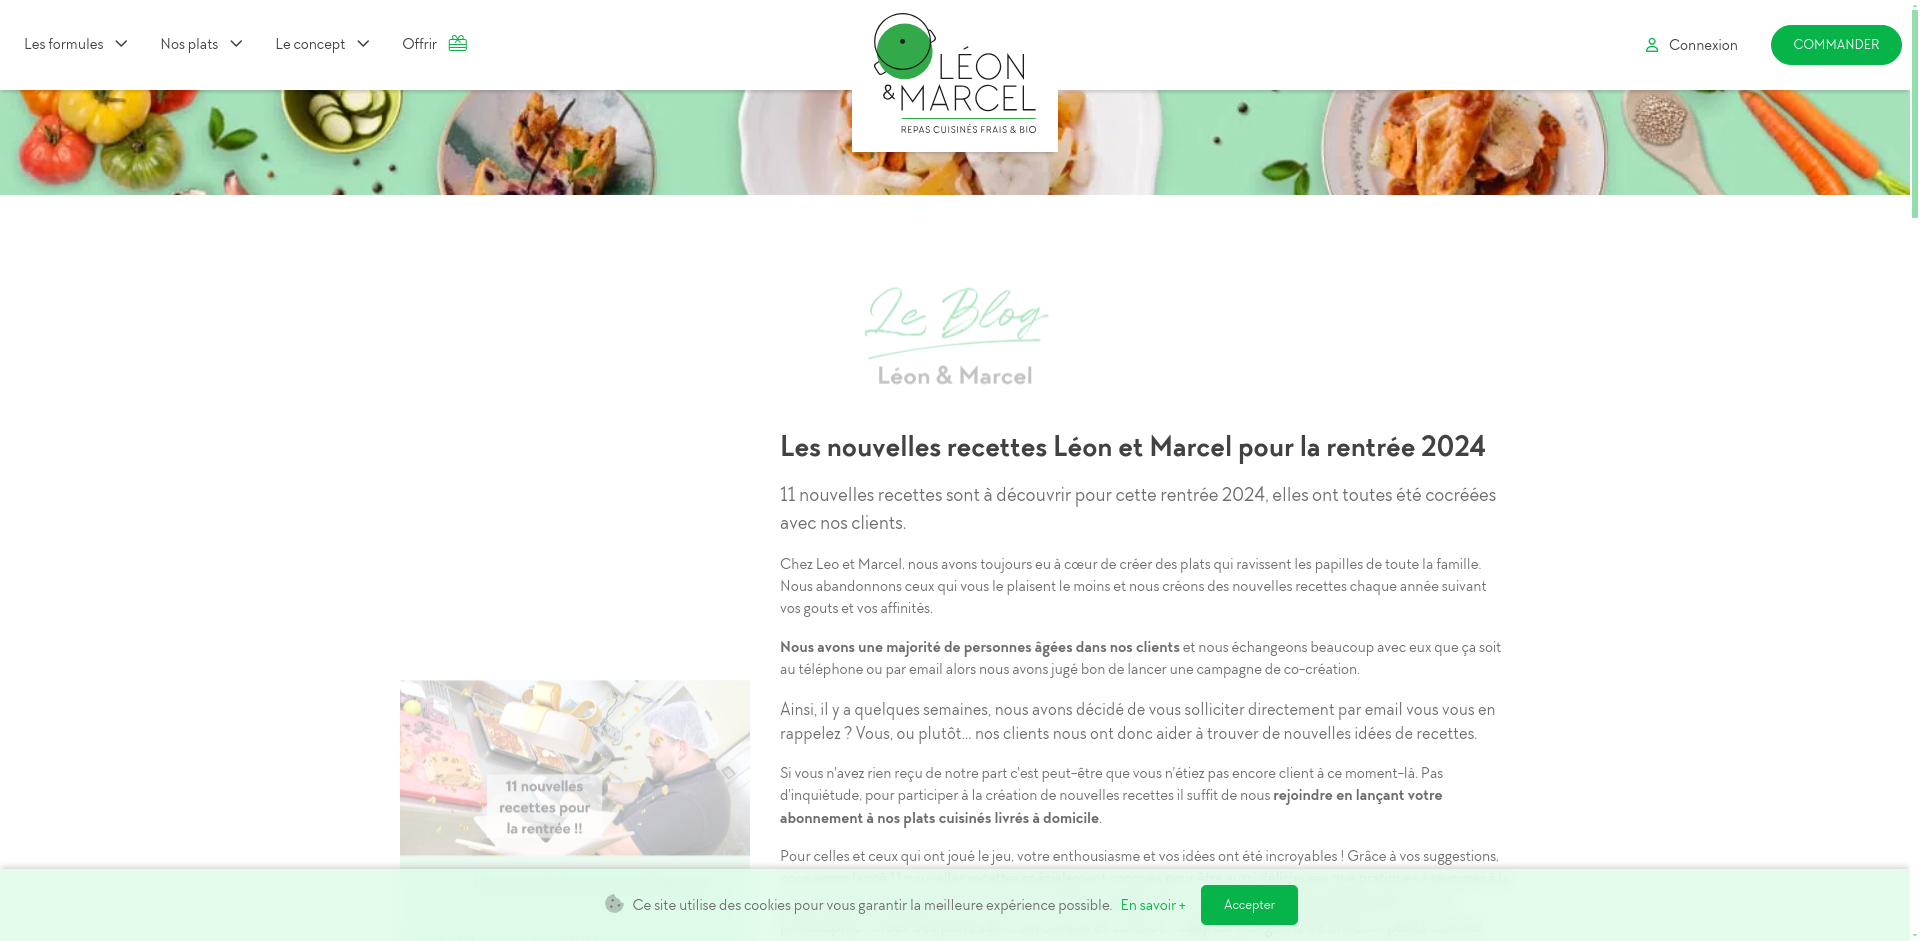 Les formules
Nos plats
Le concept
Offrir
LÉON
& MARCEL
REPAS CUISINÉS FRAIS & BIO
Connexion
COMMANDER
Le Blog
Léon & Marcel
Les nouvelles recettes Léon et Marcel pour la rentrée 2024
11 nouvelles recettes sont à découvrir pour cette rentrée 2024, elles ont toutes été cocréées
avec nos clients.
Chez Leo et Marcel, nous avons toujours eu à cœur de créer des plats qui ravissent les papilles de toute la famille.
Nous abandonnons ceux qui vous le plaisent le moins et nous créons des nouvelles recettes chaque année suivant
vos gouts et vos affinités.
Nous avons une majorité de personnes âgées dans nos clients et nous échangeons beaucoup avec eux que ça soit
au téléphone ou par email alors nous avons jugé bon de lancer une campagne de co-création.
Ainsi, il y a quelques semaines, nous avons décidé de vous solliciter directement par email vous vous en
rappelez ? Vous, ou plutôt... nos clients nous ont donc aider à trouver de nouvelles idées de recettes.
Si vous n'avez rien reçu de notre part c'est peut-être que vous n'étiez pas encore client à ce moment-là. Pas
d'inquiétude, pour participer à la création de nouvelles recettes il suffit de nous rejoindre en lançant votre
abonnement à nos plats cuisinés livrés à domicile.
11 nouvelles
recettes pour
la rentrée !!
Pour celles et ceux qui ont joué le jeu, votre enthousiasme et vos idées ont été incroyables ! Grâce à vos suggestions,
Ce site utilise des cookies pour vous garantir la meilleure expérience possible. En savoir +
Accepter